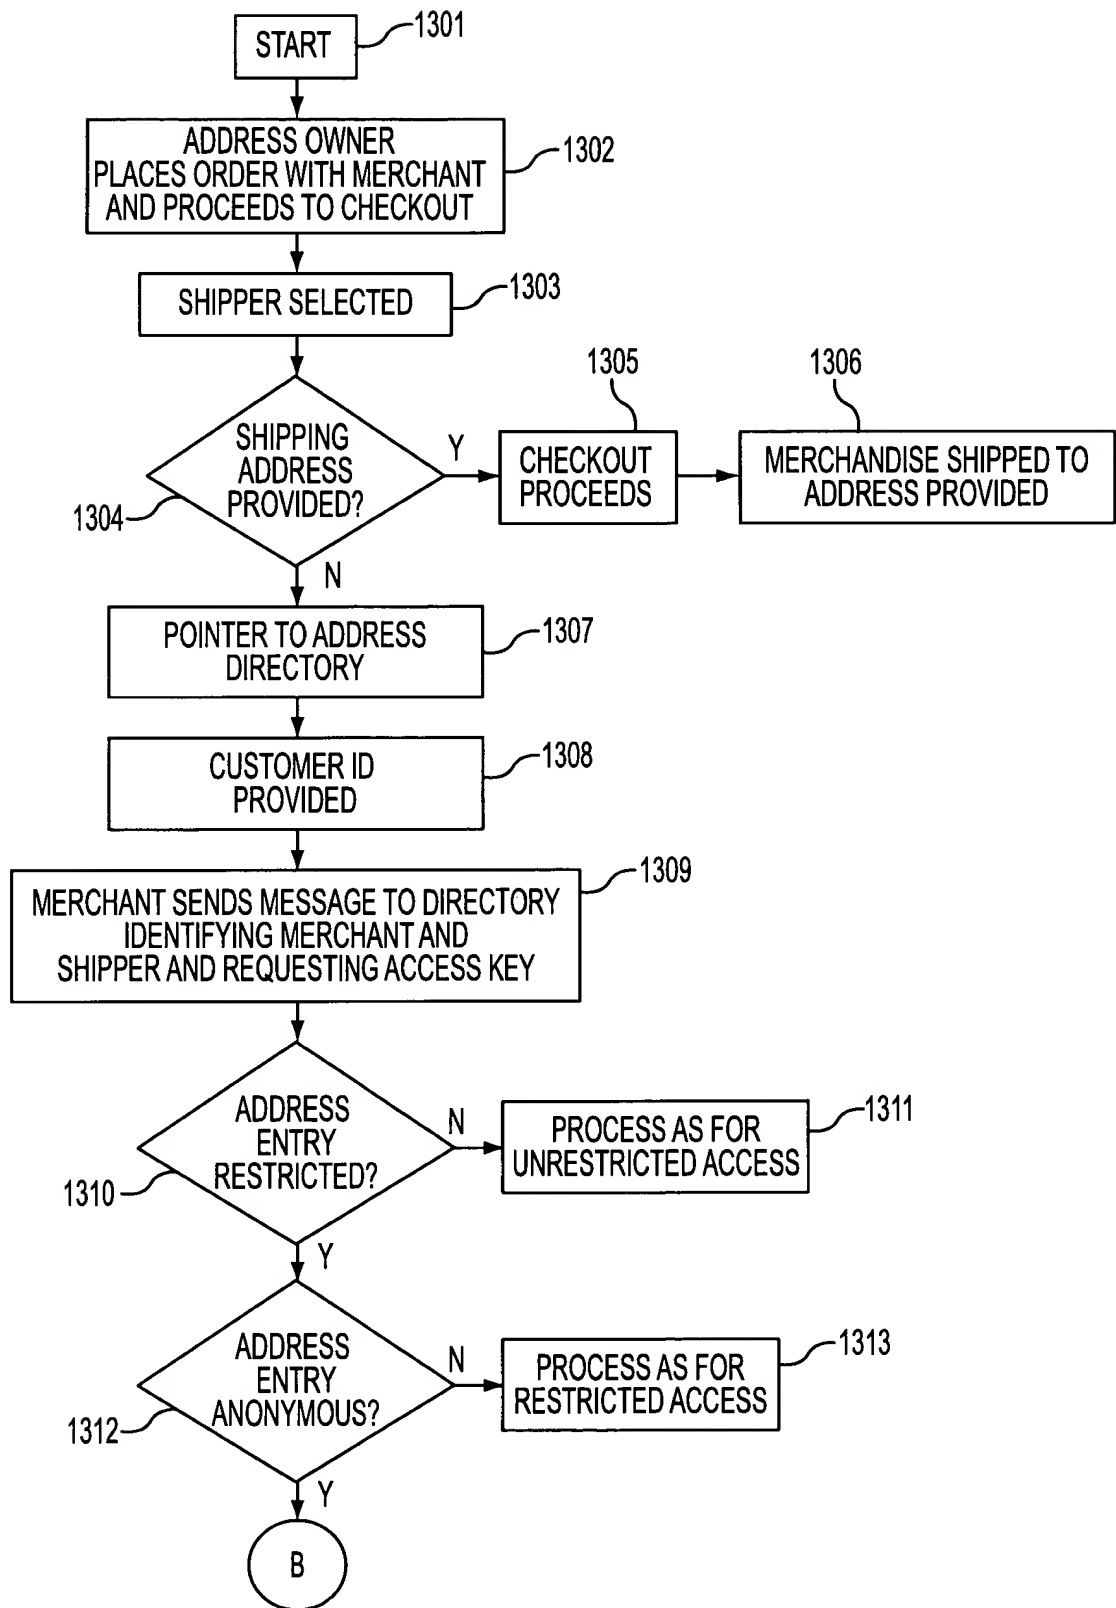 START
1301
ADDRESS OWNER
PLACES ORDER WITH MERCHANT
AND PROCEEDS TO CHECKOUT
1302
SHIPPER SELECTED
1303
SHIPPING
ADDRESS
PROVIDED?
1304
Y
CHECKOUT
PROCEEDS
1305
MERCHANDISE SHIPPED TO
ADDRESS PROVIDED
1306
N
POINTER TO ADDRESS
DIRECTORY
1307
CUSTOMER ID
PROVIDED
1308
MERCHANT SENDS MESSAGE TO DIRECTORY
IDENTIFYING MERCHANT AND
SHIPPER AND REQUESTING ACCESS KEY
1309
ADDRESS
ENTRY
RESTRICTED?
1310
N
PROCESS AS FOR
UNRESTRICTED ACCESS
1311
Y
ADDRESS
ENTRY
ANONYMOUS?
1312
N
PROCESS AS FOR
RESTRICTED ACCESS
1313
Y
B